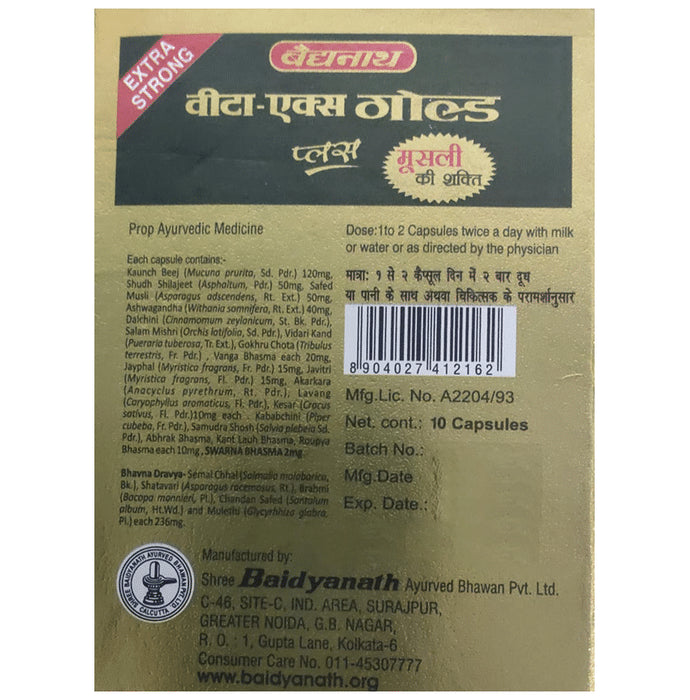 EXTRA
STRONG
बैद्यनाथ
वीटा-एक्स गोल्ड
प्लस
मूसली
की शक्ति
Prop Ayurvedic Medicine
Each capsule contains:-
Kaunch Beej (Mucuna prurita, Sd. Pdr.) 120mg,
Shudh Shilajeet (Asphaltum, Pdr.) 50mg, Safed
Musli (Asparagus adscendens, Rt. Ext.) 50mg,
Ashwagandha (Withania somnifera, Rt. Ext.) 40mg,
Dalchini (Cinnamomum zeylanicum, St. Bk. Pdr.),
Salam Mishri (Orchis latifolia, Sd. Pdr.), Vidari Kand
(Pueraria tuberosa, Tr. Ext.), Gokhru Chota (Tribulus
terrestris, Fr. Pdr.) , Vanga Bhasma each 20mg,
Jayphal (Myristica fragrans, Fr. Pdr.) 15mg, Javitri
(Myristica fragrans, Fl. Pdr.) 15mg, Akarkara
(Anacyclus pyrethrum, Rt. Pdr.), Lavang
(Caryophyllus aromaticus, Fl. Pdr.), Kesar (Crocus
sativus, Fl. Pdr.)10mg each - Kababchini (Piper
cubeba, Fr. Pdr.), Samudra Shosh (Salvia plebeia Sd.
Pdr.), Abhrak Bhasma, Kant Lauh Bhasma, Roupya
Bhasma each 10mg , SWARNA BHASMA 2mg.
Bhavna Dravya- Semal Chhal (Salmalia malabarica,
Bk.), Shatavari (Asparagus racemosus, Rt.), Brahmi
(Bacopa monnieri, Pl.), Chandan Safed (Santalum
album, Ht.Wd.) and Mulethi (Glycyrhhiza glabra,
Pl.) each 236mg.
Dose:1to 2 Capsules twice a day with milk
or water or as directed by the physician
मात्रा: १ से २ कैप्सूल दिन में २ बार दूध
या पानी के साथ अथवा चिकित्सक के परामर्शानुसार
8 904027 412162
Mfg.Lic. No. A2204/93
Net. cont.: 10 Capsules
Batch No.:
Mfg.Date
Exp. Date.:
SHREE BAIDYANATH AYURVED BHAWAN PVT LTD
CALCUTTA
Manufactured by:
Shree Baidyanath Ayurved Bhawan Pvt. Ltd.
C-46, SITE-C, IND. AREA, SURAJPUR,
GREATER NOIDA, G.B. NAGAR,
R. O. : 1, Gupta Lane, Kolkata-6
Consumer Care No. 011-45307777
www.baidyanath.org